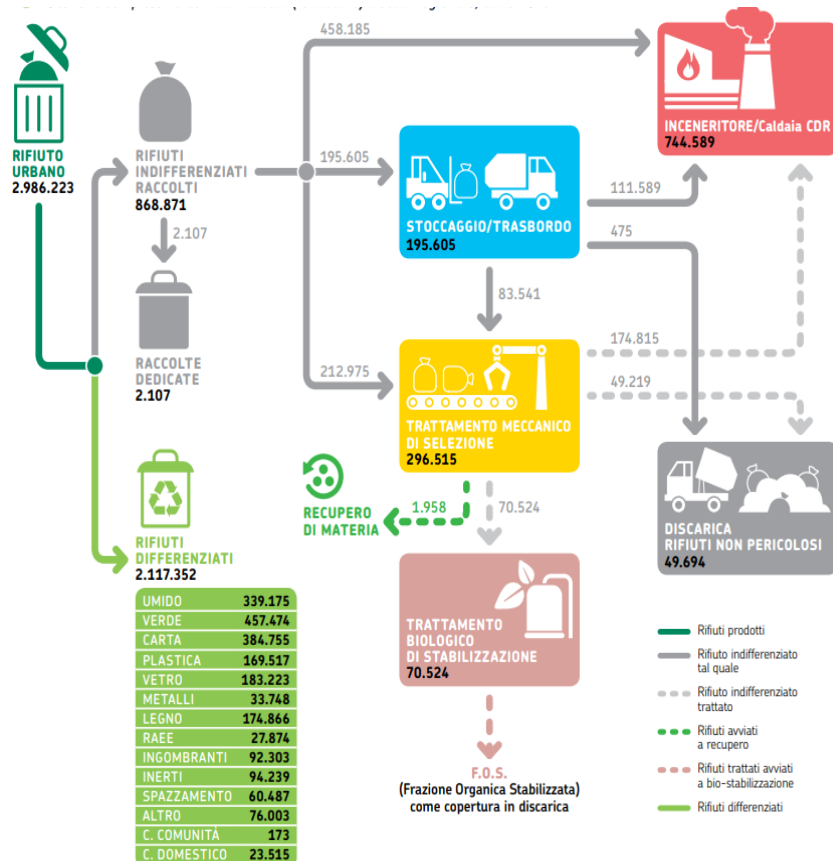 458.185
INCENERITORE/Caldaia CDR
744.589
RIFIUTO
URBANO
2.986.223
RIFIUTI
INDIFFERENZIATI
RACCOLTI
868.871
195.605
STOCCAGGIO/TRASBORDO
195.605
111.589
475
2.107
83.541
RACCOLTE
DEDICATE
2.107
212.975
TRATTAMENTO MECCANICO
DI SELEZIONE
296.515
174.815
49.219
RECUPERO
DI MATERIA
1.958
70.524
DISCARICA
RIFIUTI NON PERICOLOSI
49.694
RIFIUTI
DIFFERENZIATI
2.117.352
UMIDO 339.175
VERDE 457.474
CARTA 384.755
PLASTICA 169.517
VETRO 183.223
METALLI 33.748
LEGNO 174.866
RAEE 27.874
INGOMBRANTI 92.303
INERTI 94.239
SPAZZAMENTO 60.487
ALTRO 76.003
C. COMUNITÀ 173
C. DOMESTICO 23.515
TRATTAMENTO
BIOLOGICO
DI STABILIZZAZIONE
70.524
F.O.S.
(Frazione Organica Stabilizzata)
come copertura in discarica
Rifiuti prodotti
Rifiuto indifferenziato
tal quale
Rifiuto indifferenziato
trattato
Rifiuti avviati
a recupero
Rifiuti trattati avviati
a bio-stabilizzazione
Rifiuti differenziati